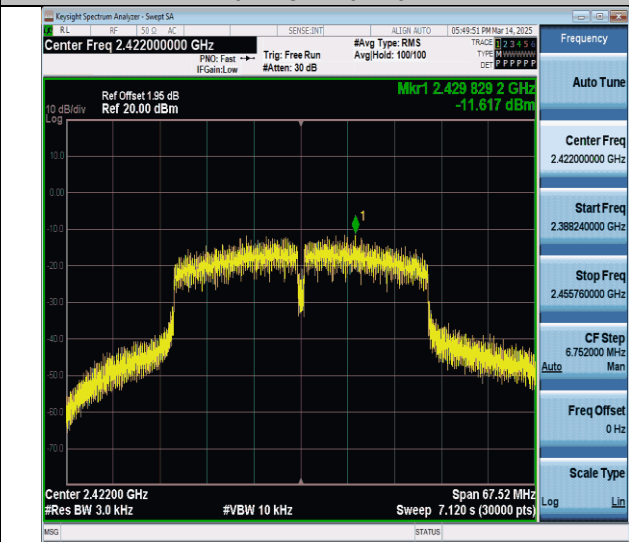 Keysight Spectrum Analyzer - Swept SA
RL RF 50 Ω AC SENSE:INT ALIGN AUTO 05:49:51 PM Mar 14, 2025
Center Freq 2.422000000 GHz
PNO: Fast
IFGain:Low
Trig: Free Run
#Atten: 30 dB
#Avg Type: RMS
Avg|Hold: 100/100
TRACE 1 2 3 4 5 6
TYPE M WWWWW
DET P P P P P P
Ref Offset 1.95 dB
Ref 20.00 dBm
10 dB/div
Log
Mkr1 2.429 829 2 GHz
-11.617 dBm
10.0
0.00
-10.0
-20.0
-30.0
-40.0
-50.0
-60.0
-70.0
1
Center 2.42200 GHz
Span 67.52 MHz
#Res BW 3.0 kHz
#VBW 10 kHz
Sweep 7.120 s (30000 pts)
MSG
STATUS
Frequency
Auto Tune
Center Freq
2.422000000 GHz
Start Freq
2.388240000 GHz
Stop Freq
2.455760000 GHz
CF Step
6.752000 MHz
Auto Man
Freq Offset
0 Hz
Scale Type
Log Lin